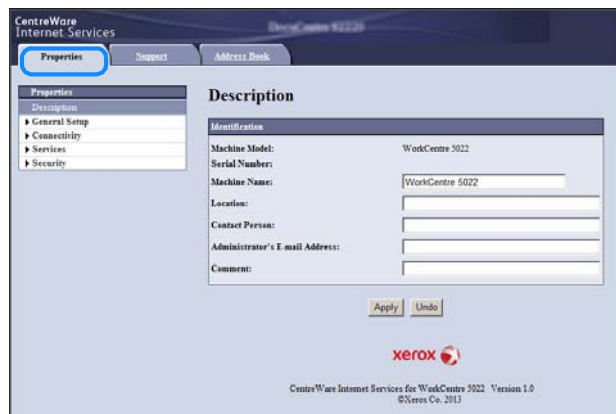 CentreWare
Internet Services
Properties
Support
Address Book
Properties
Description
General Setup
Connectivity
Services
Security
Description
Identification
Machine Model: WorkCentre 5022
Serial Number:
Machine Name: WorkCentre 5022
Location:
Contact Person:
Administrator's E-mail Address:
Comment:
Apply Undo
xerox
CentreWare Internet Services for WorkCentre 5022 Version 1.0
©Xerox Co. 2013